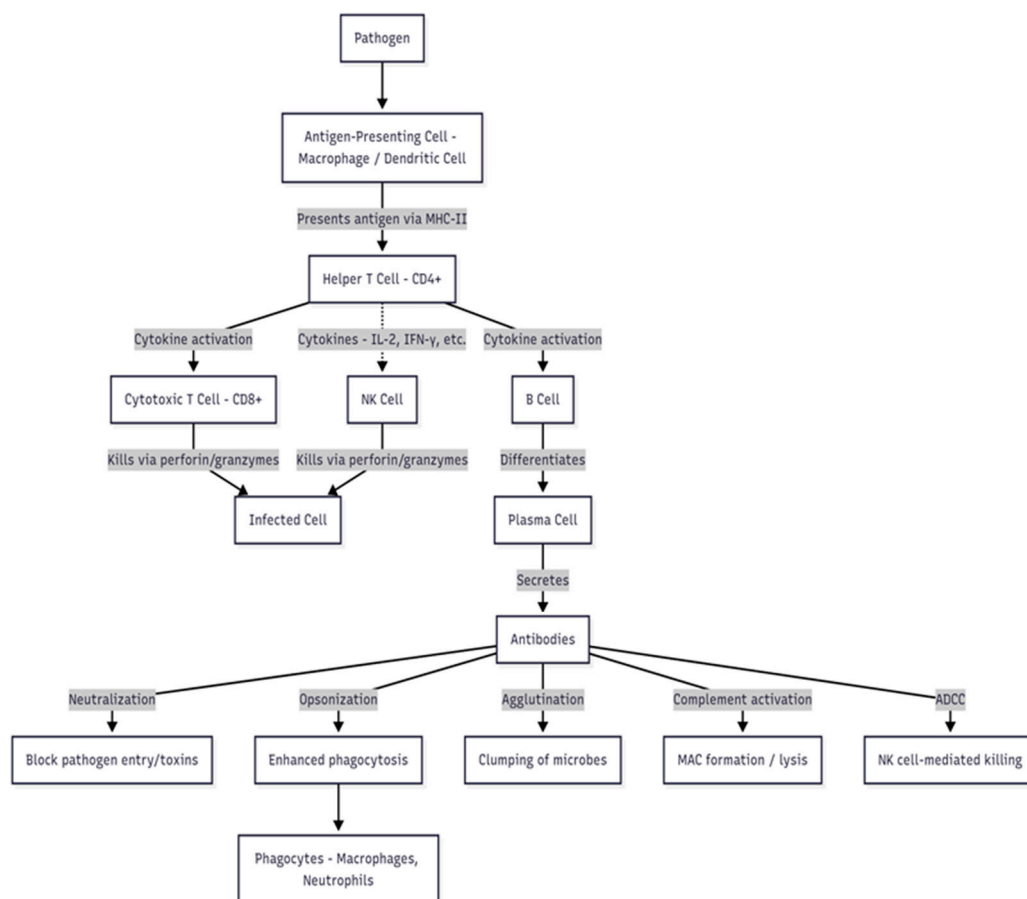 Pathogen
Antigen-Presenting Cell -
Macrophage / Dendritic Cell
Presents antigen via MHC-II
Helper T Cell - CD4+
Cytokine activation
Cytokines - IL-2, IFN-γ, etc.
Cytokine activation
Cytotoxic T Cell - CD8+
NK Cell
B Cell
Kills via perforin/granzymes
Kills via perforin/granzymes
Differentiates
Infected Cell
Plasma Cell
Secretes
Antibodies
Neutralization
Opsonization
Agglutination
Complement activation
ADCC
Block pathogen entry/toxins
Enhanced phagocytosis
Clumping of microbes
MAC formation / lysis
NK cell-mediated killing
Phagocytes - Macrophages,
Neutrophils